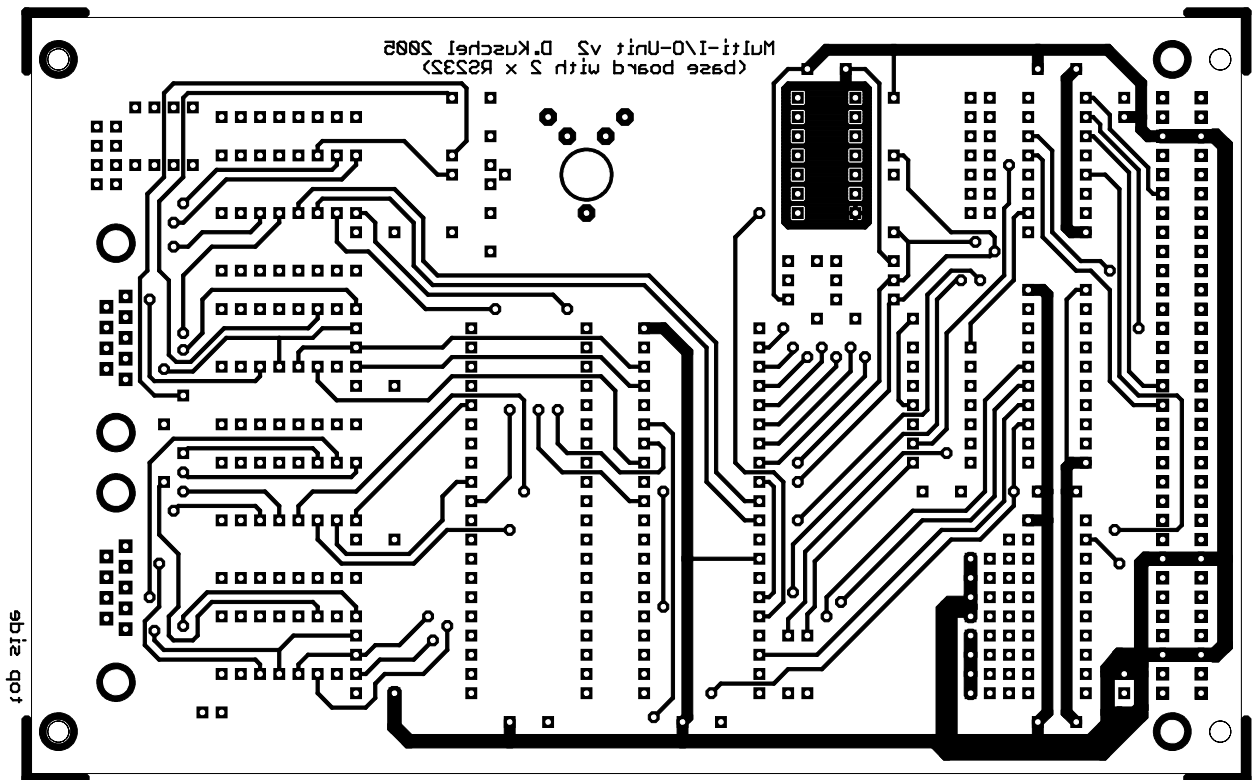 Multi-I/O-Unit v2 D.Kuschel 2005
(base board with 2 x RS232)
top side